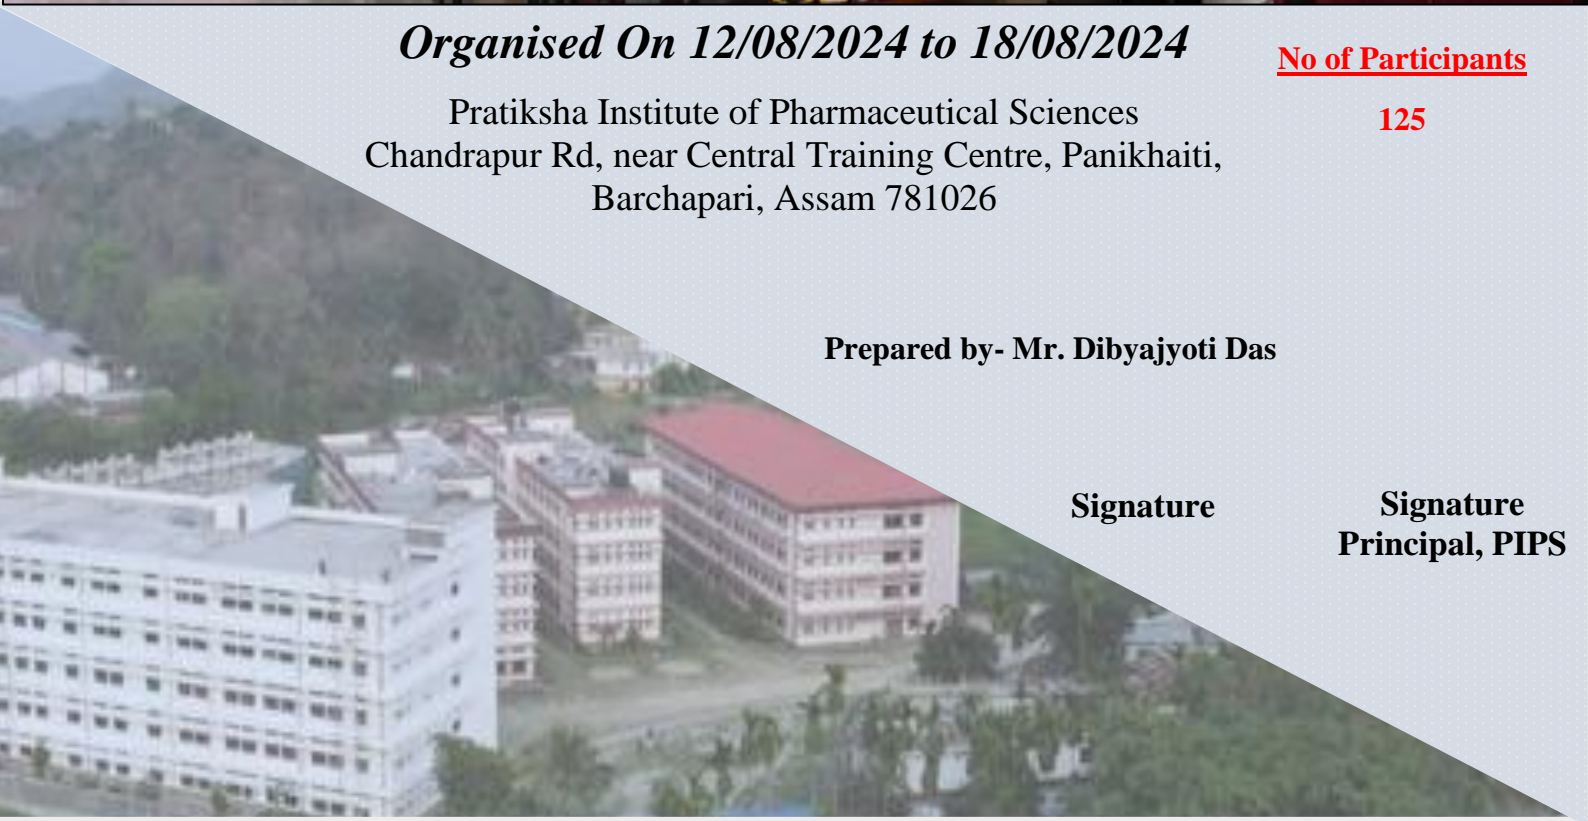 Organised On 12/08/2024 to 18/08/2024
No of Participants
125
Pratiksha Institute of Pharmaceutical Sciences
Chandrapur Rd, near Central Training Centre, Panikhaiti,
Barchapari, Assam 781026
Prepared by- Mr. Dibyajyoti Das
Signature
Signature
Principal, PIPS